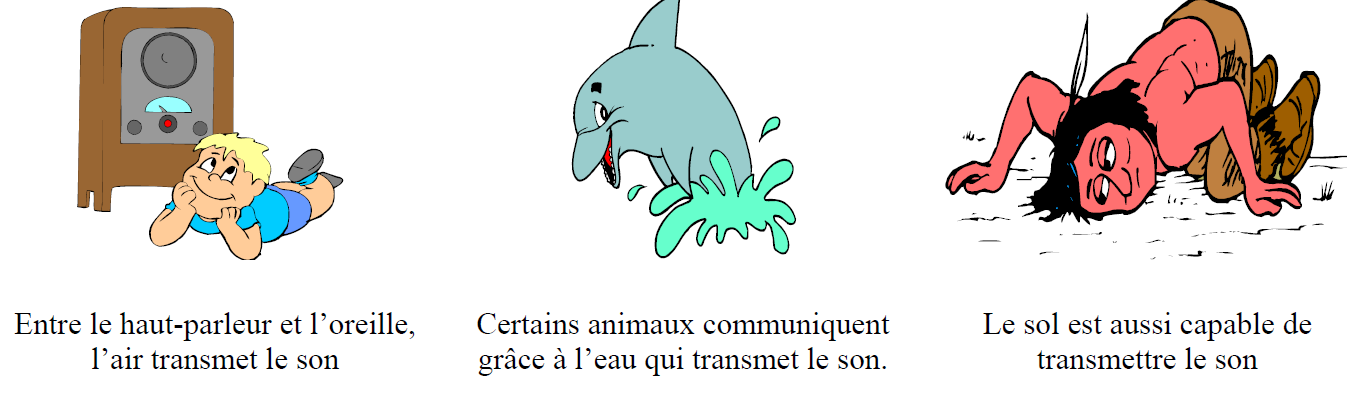 Entre le haut-parleur et l’oreille,
l’air transmet le son
Certains animaux communiquent
grâce à l’eau qui transmet le son.
Le sol est aussi capable de
transmettre le son